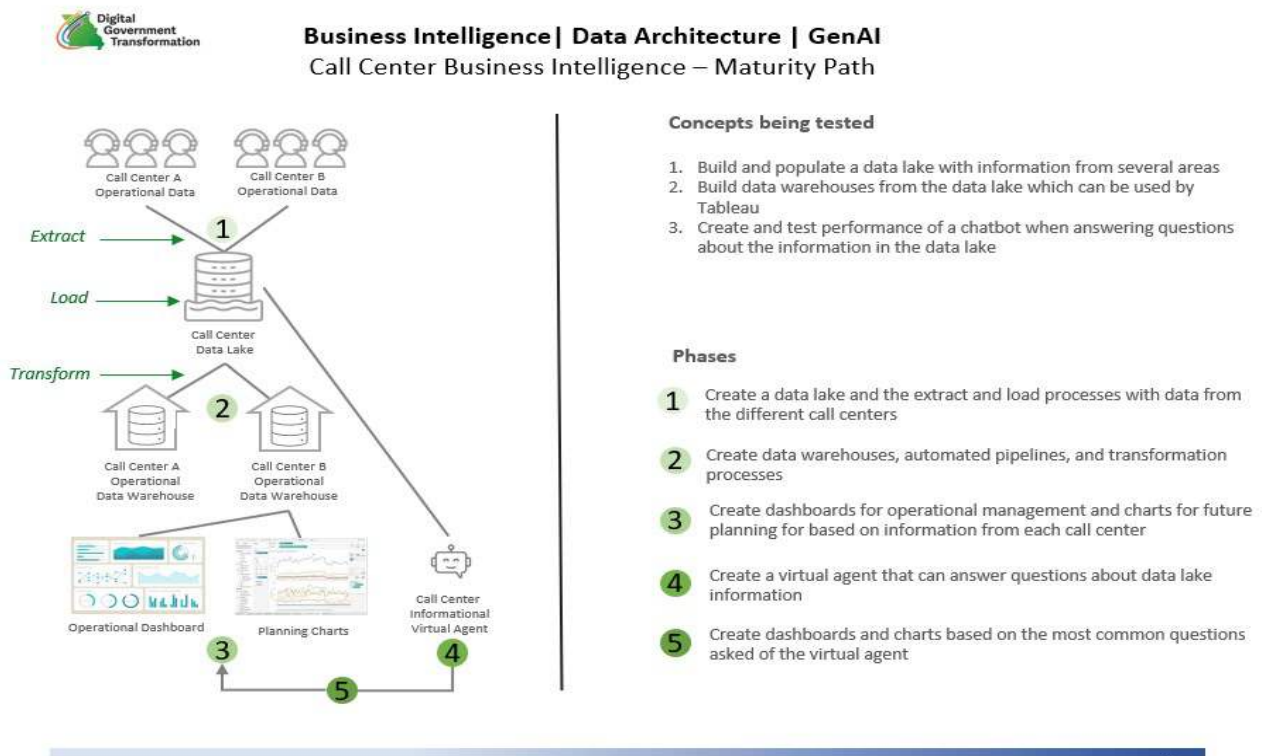 Digital
Government
Transformation
Business Intelligence| Data Architecture | GenAI
Call Center Business Intelligence – Maturity Path
Call Center A
Operational Data
Call Center B
Operational Data
Extract
1
Load
Call Center
Data Lake
Transform
2
Call Center A
Operational
Data Warehouse
Call Center B
Operational
Data Warehouse
Operational Dashboard
Planning Charts
Call Center
Informational
Virtual Agent
3
4
5
Concepts being tested
1. Build and populate a data lake with information from several areas
2. Build data warehouses from the data lake which can be used by
Tableau
3. Create and test performance of a chatbot when answering questions
about the information in the data lake
Phases
1 Create a data lake and the extract and load processes with data from
the different call centers
2 Create data warehouses, automated pipelines, and transformation
processes
3 Create dashboards for operational management and charts for future
planning for based on information from each call center
4 Create a virtual agent that can answer questions about data lake
information
5 Create dashboards and charts based on the most common questions
asked of the virtual agent